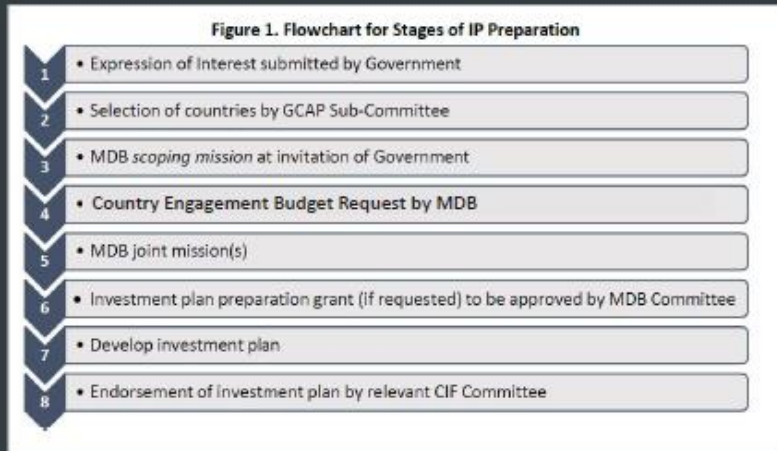 Figure 1. Flowchart for Stages of IP Preparation
1 • Expression of Interest submitted by Government
2 • Selection of countries by GCAP Sub-Committee
3 • MDB scoping mission at invitation of Government
4 • Country Engagement Budget Request by MDB
5 • MDB joint mission(s)
6 • Investment plan preparation grant (if requested) to be approved by MDB Committee
7 • Develop investment plan
8 • Endorsement of investment plan by relevant CIF Committee